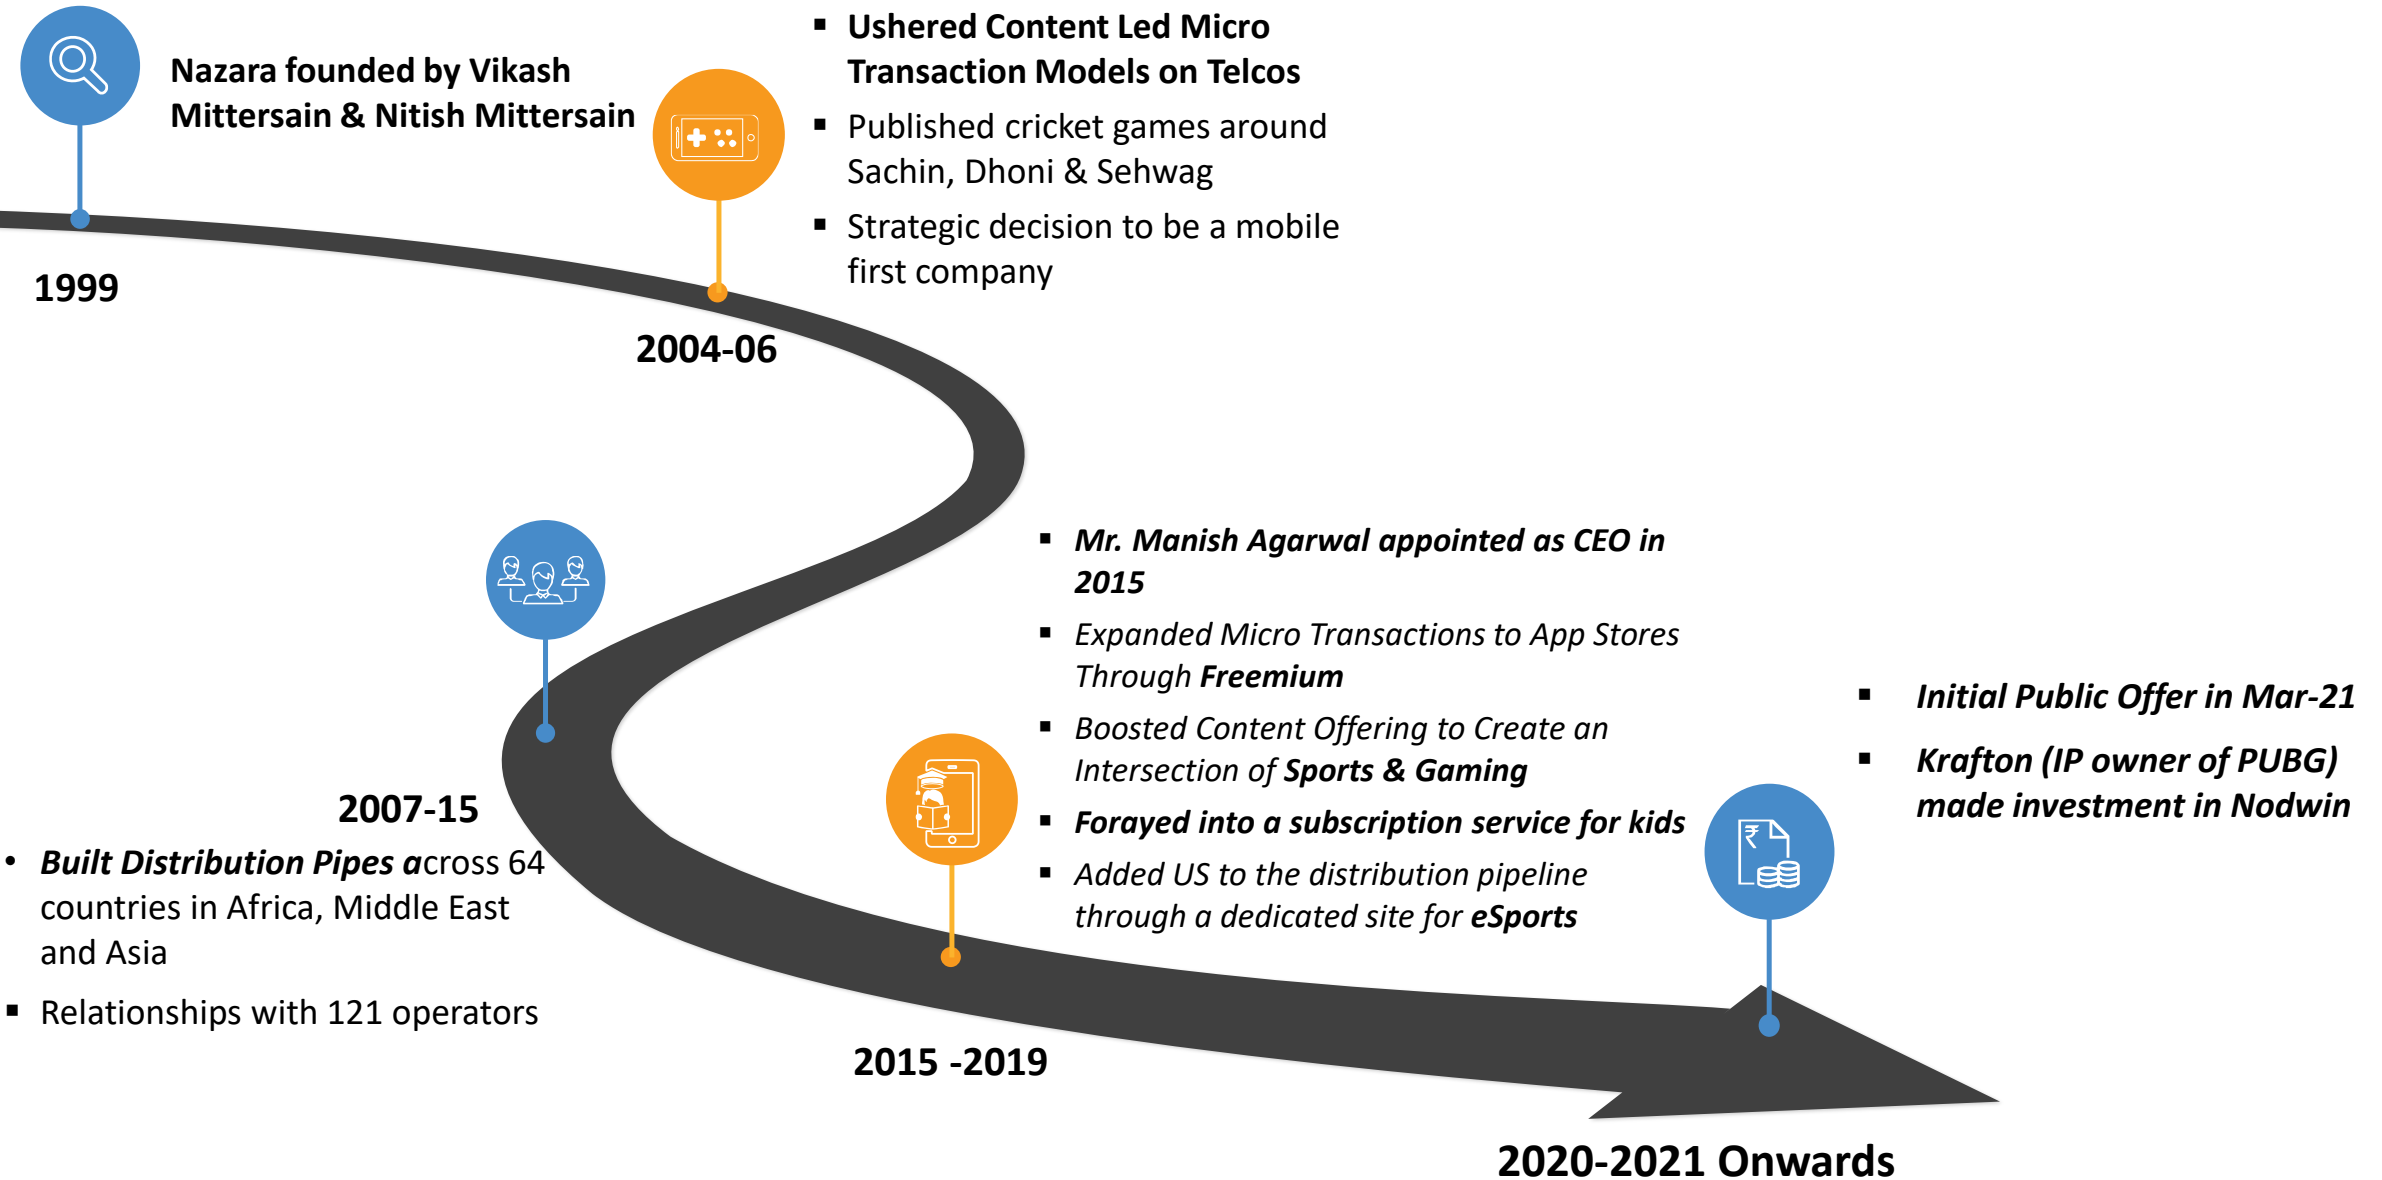 Nazara founded by Vikash
Mittersain & Nitish Mittersain
1999
▪ Ushered Content Led Micro
Transaction Models on Telcos
▪ Published cricket games around
Sachin, Dhoni & Sehwag
▪ Strategic decision to be a mobile
first company
2004-06
2007-15
• Built Distribution Pipes across 64
countries in Africa, Middle East
and Asia
▪ Relationships with 121 operators
▪ Mr. Manish Agarwal appointed as CEO in
2015
▪ Expanded Micro Transactions to App Stores
Through Freemium
▪ Boosted Content Offering to Create an
Intersection of Sports & Gaming
▪ Forayed into a subscription service for kids
▪ Added US to the distribution pipeline
through a dedicated site for eSports
2015 -2019
▪ Initial Public Offer in Mar-21
▪ Krafton (IP owner of PUBG)
made investment in Nodwin
₹
2020-2021 Onwards